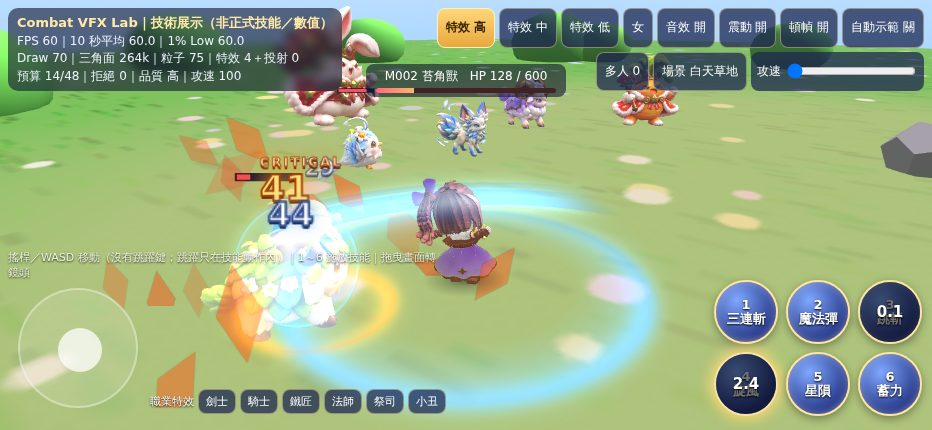 Combat VFX Lab｜技術展示（非正式技能／數值）
FPS 60｜10 秒平均 60.0｜1% Low 60.0
Draw 70｜三角面 264k｜粒子 75｜特效 4＋投射 0
預算 14/48｜拒絕 0｜品質 高｜攻速 100
特效 高
特效 中
特效 低
女
音效 開
震動 開
頓幀 開
自動示範 關
多人 0
場景 白天草地
攻速
M002 苔角獸 HP 128 / 600
CRITICAL
41
44
搖桿／WASD 移動（沒有跳躍鍵；跳躍只在技能動作內）｜1～6 施放技能｜拖曳畫面轉
鏡頭
1
三連斬
2
魔法彈
0.1
2.4
5
星隕
6
蓄力
職業特效
劍士
騎士
鐵匠
法師
祭司
小丑